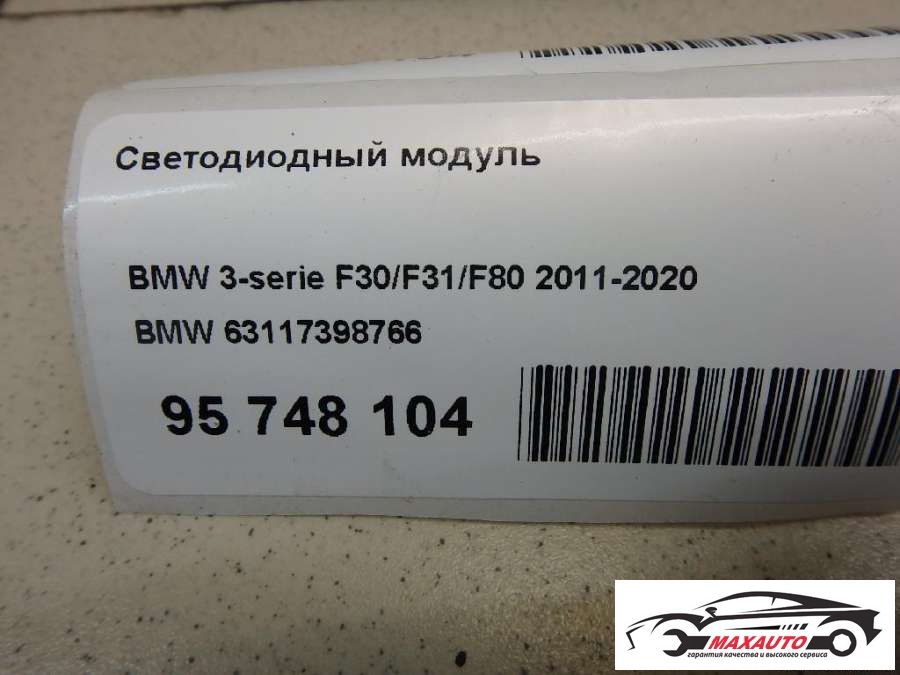 Светодиодный модуль
BMW 3-serie F30/F31/F80 2011-2020
BMW 63117398766
95 748 104
MAXAUTO
гарантия качества и высокого сервиса